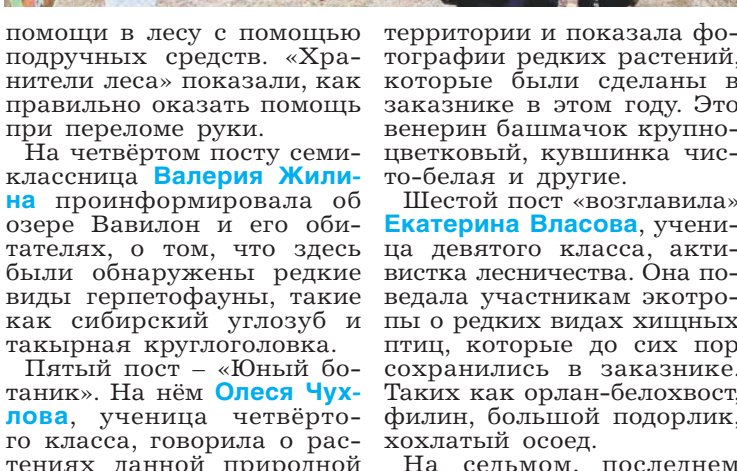 помощи в лесу с помощью
подручных средств. «Хра-
нители леса» показали, как
правильно оказать помощь
при переломе руки.
На четвёртом посту семи-
классница Валерия Жили-
на проинформировала об
озере Вавилон и его оби-
тателях, о том, что здесь
были обнаружены редкие
виды герпетофауны, такие
как сибирский углозуб и
такырная круглоголовка.
Пятый пост – «Юный бо-
таник». На нём Олеся Чух-
лова, ученица четвёрто-
го класса, говорила о рас-
тениях данной природной
территории и показала фо-
тографии редких растений,
которые были сделаны в
заказнике в этом году. Это
венерин башмачок крупно-
цветковый, кувшинка чис-
то-белая и другие.
Шестой пост «возглавила»
Екатерина Власова, учени-
ца девятого класса, акти-
вистка лесничества. Она по-
ведала участникам экотро-
пы о редких видах хищных
птиц, которые до сих пор
сохранились в заказнике.
Таких как орлан-белохвост,
филин, большой подорлик,
хохлатый осоед.
На седьмом, последнем